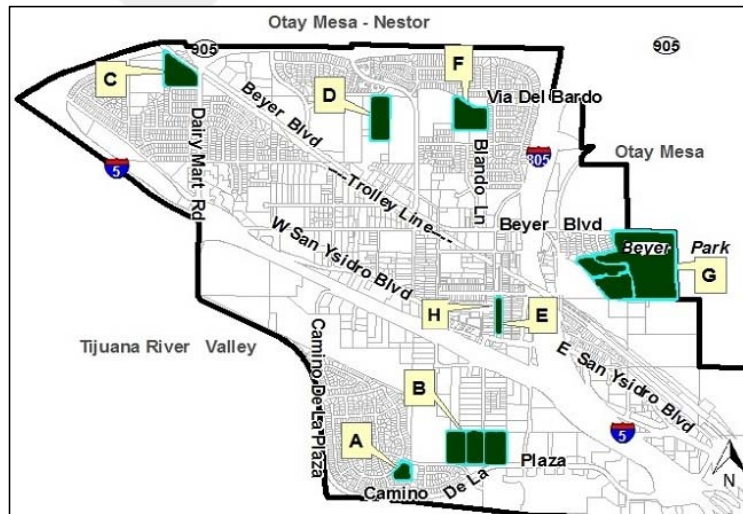 Otay Mesa - Nestor
905
905
C
D
F
Via Del Bardo
Beyer Blvd
Dairy Mart Rd
Blando Ln
5
805
Otay Mesa
---- Trolley Line ----
Beyer Blvd
W San Ysidro Blvd
Beyer Park
G
H
E
Tijuana River Valley
Camino De La Plaza
E San Ysidro Blvd
B
A
5
Camino De La Plaza
N